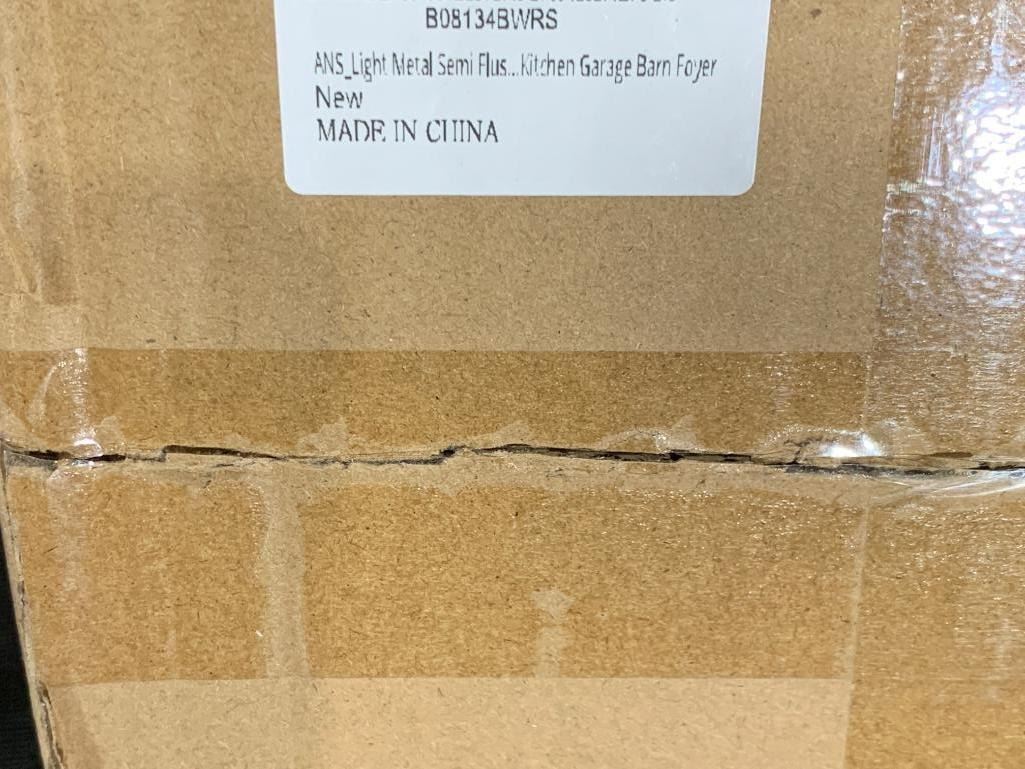 B08134BWRS
ANS_Light Metal Semi Flus...Kitchen Garage Barn Foyer
New
MADE IN CHINA